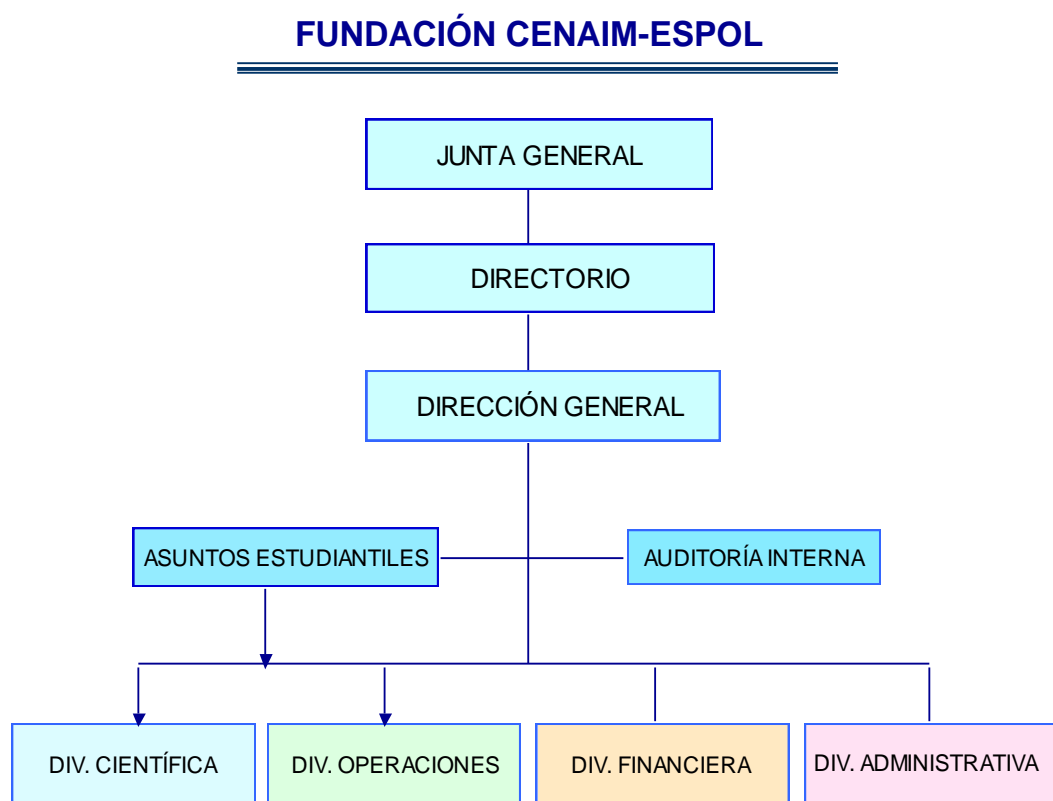 FUNDACIÓN CENAIM-ESPOL
JUNTA GENERAL
DIRECTORIO
DIRECCIÓN GENERAL
ASUNTOS ESTUDIANTILES
AUDITORÍA INTERNA
DIV. CIENTÍFICA
DIV. OPERACIONES
DIV. FINANCIERA
DIV. ADMINISTRATIVA